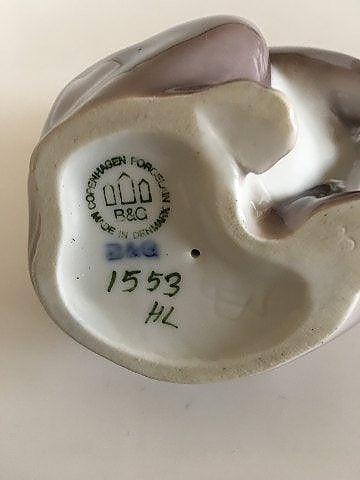 COPENHAGEN PORCELAIN
B&G
MADE IN DENMARK
B&G
1553
HL